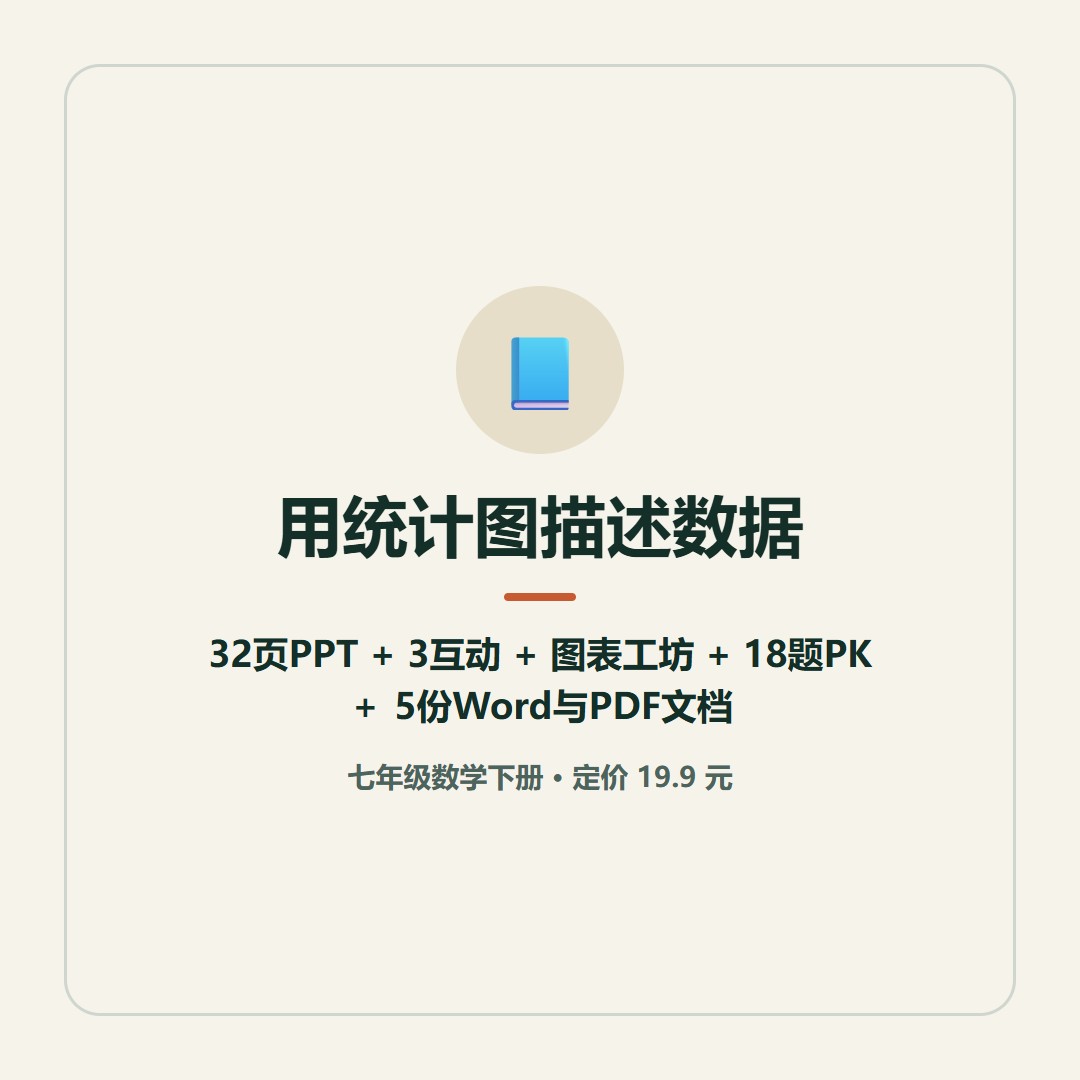 用统计图描述数据
32页PPT + 3互动 + 图表工坊 + 18题PK
+ 5份Word与PDF文档
七年级数学下册 • 定价 19.9 元